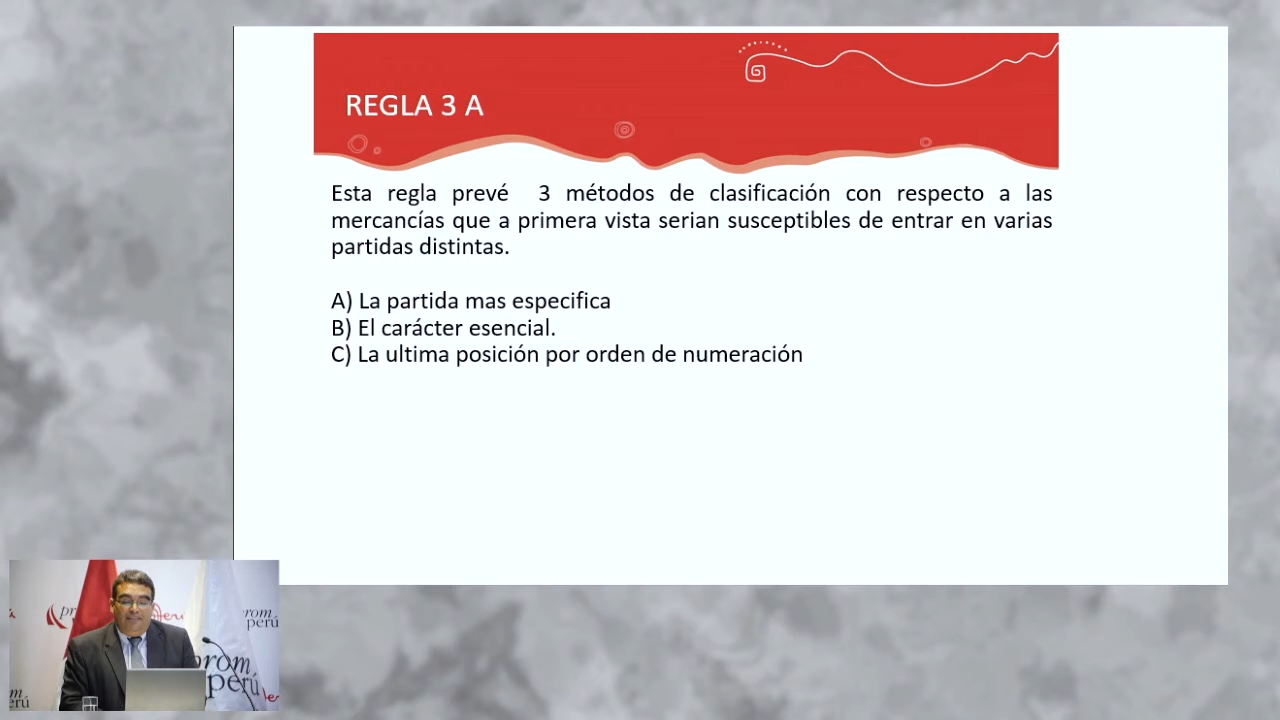 REGLA 3 A
Esta regla prevé 3 métodos de clasificación con respecto a las
mercancías que a primera vista serian susceptibles de entrar en varias
partidas distintas.
A) La partida mas especifica
B) El carácter esencial.
C) La ultima posición por orden de numeración
prom
perú
prom
perú